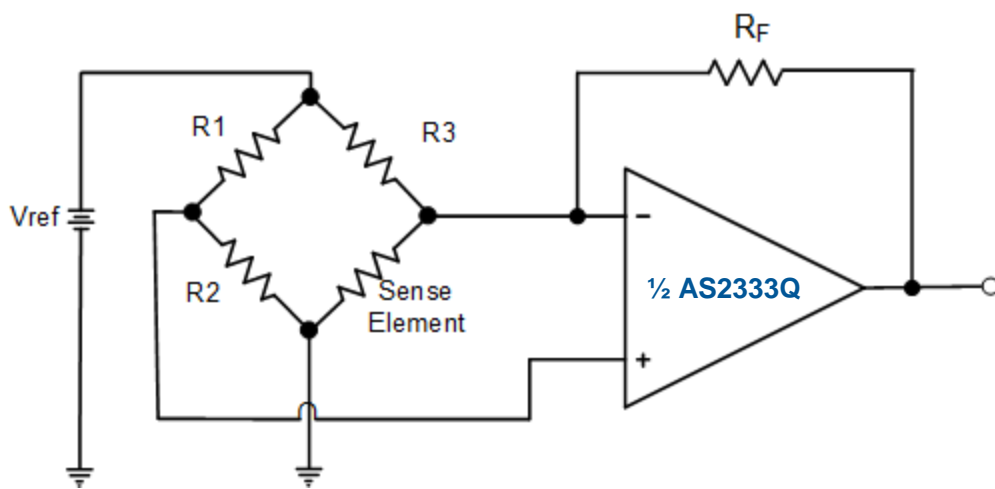 RF
R1
R3
Vref
R2
Sense
Element
−
½ AS2333Q
+